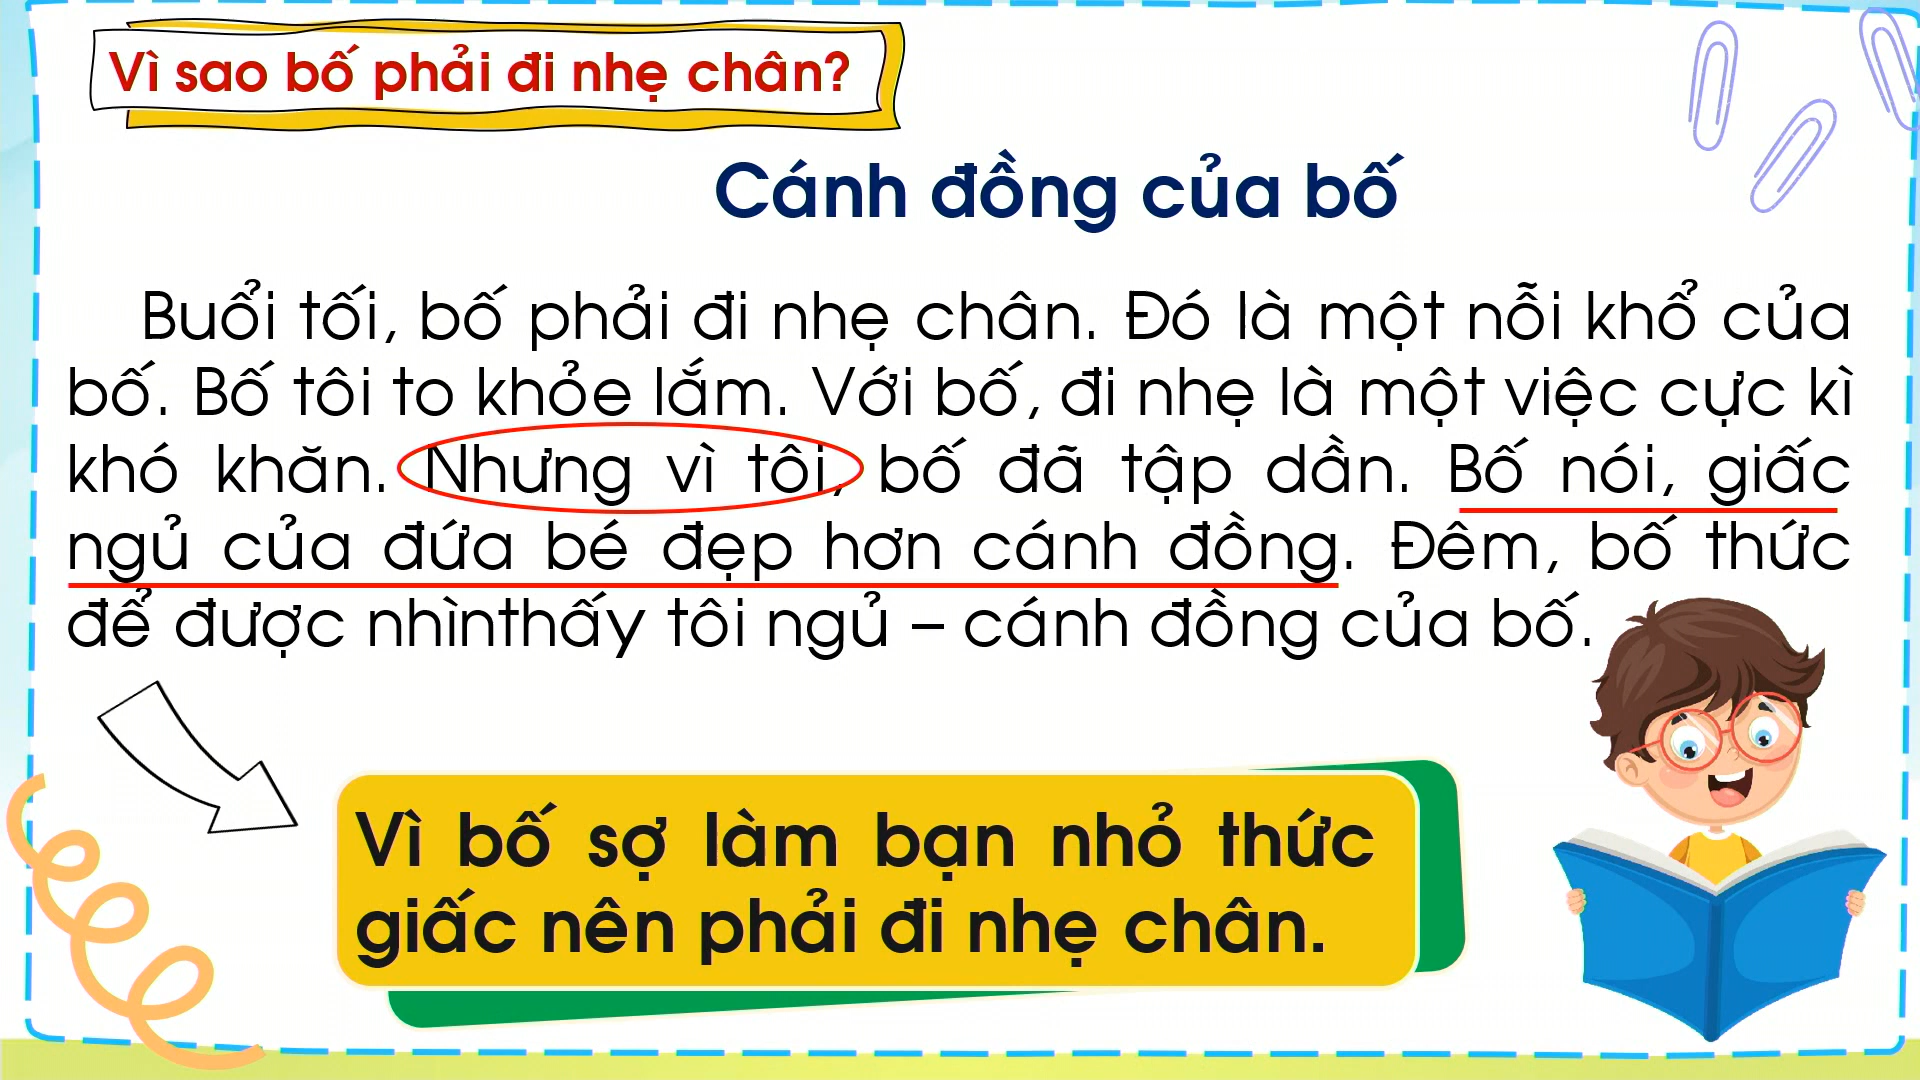 Vì sao bố phải đi nhẹ chân?
Cánh đồng của bố
Buổi tối, bố phải đi nhẹ chân. Đó là một nỗi khổ của
bố. Bố tôi to khỏe lắm. Với bố, đi nhẹ là một việc cực kì
khó khăn. Nhưng vì tôi, bố đã tập dần. Bố nói, giấc
ngủ của đứa bé đẹp hơn cánh đồng. Đêm, bố thức
để được nhìnthấy tôi ngủ – cánh đồng của bố.
Vì bố sợ làm bạn nhỏ thức
giấc nên phải đi nhẹ chân.